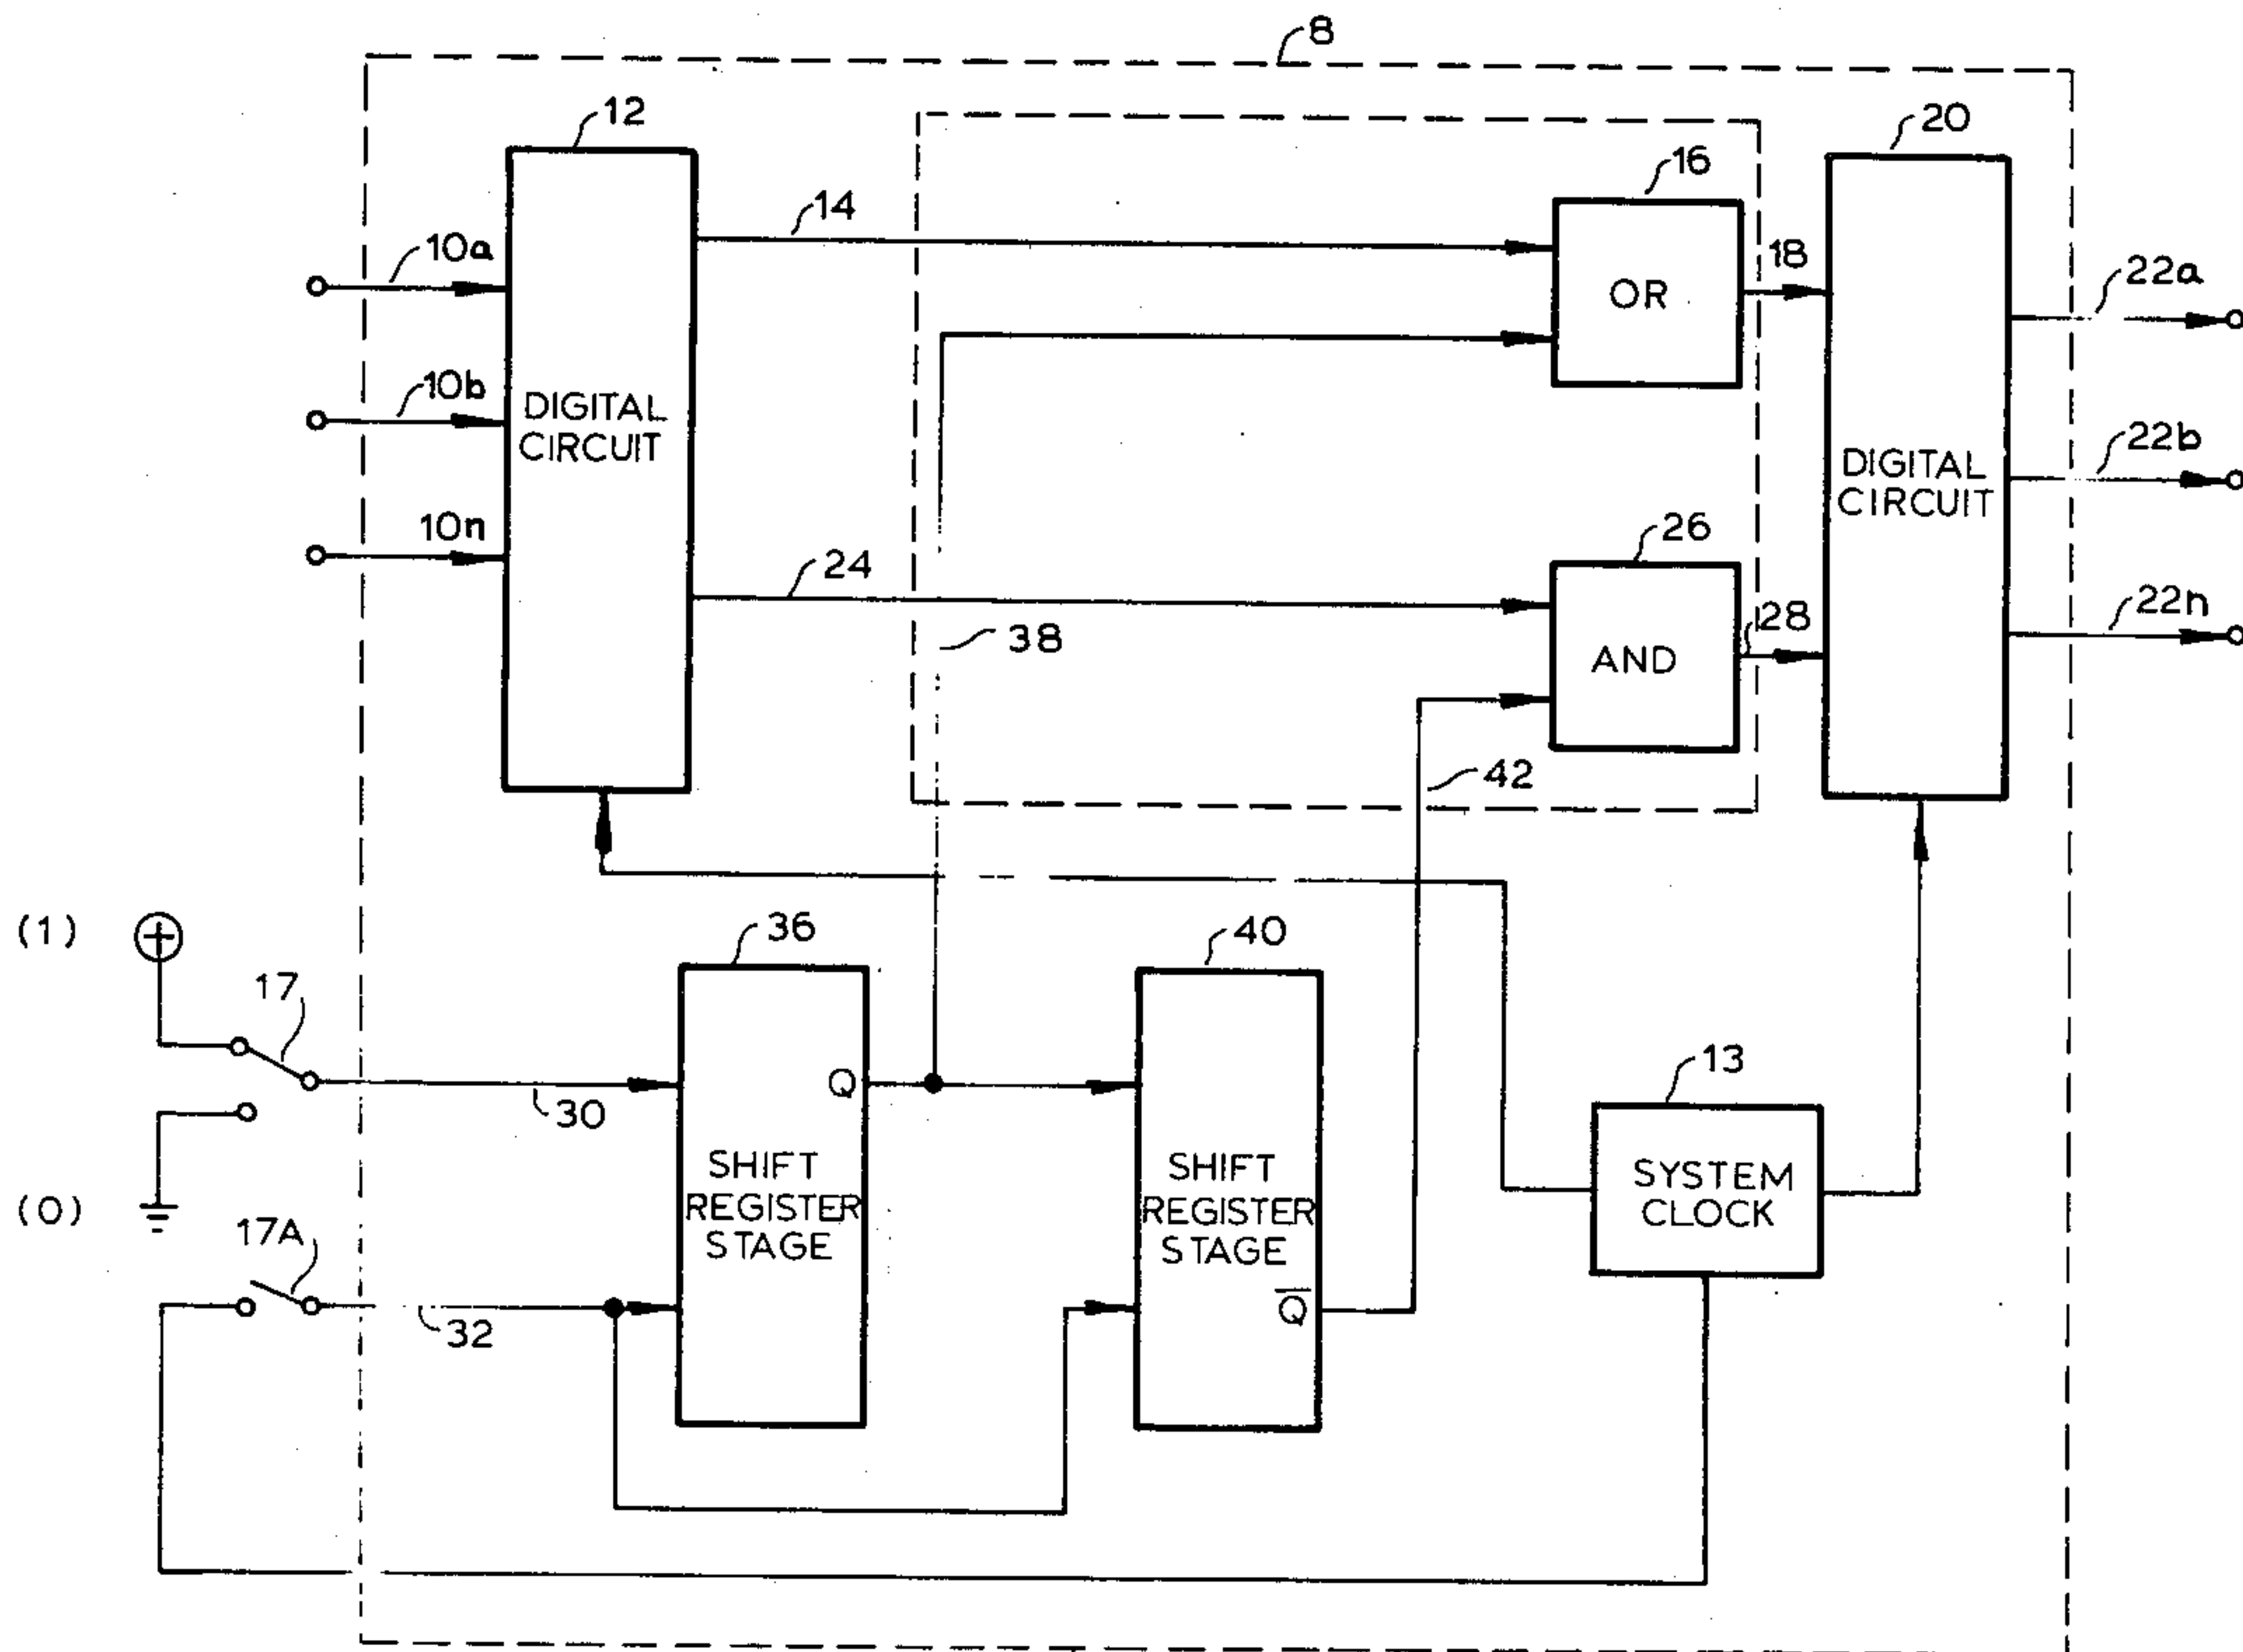 8
12
20
16
14
10a
18
22a
OR
10b
DIGITAL
CIRCUIT
22b
DIGITAL
CIRCUIT
10n
26
24
22n
28
38
AND
42
(1)
+
36
40
17
13
Q
30
SHIFT
REGISTER
STAGE
SHIFT
REGISTER
STAGE
SYSTEM
CLOCK
(0)
17A
Q̅
32